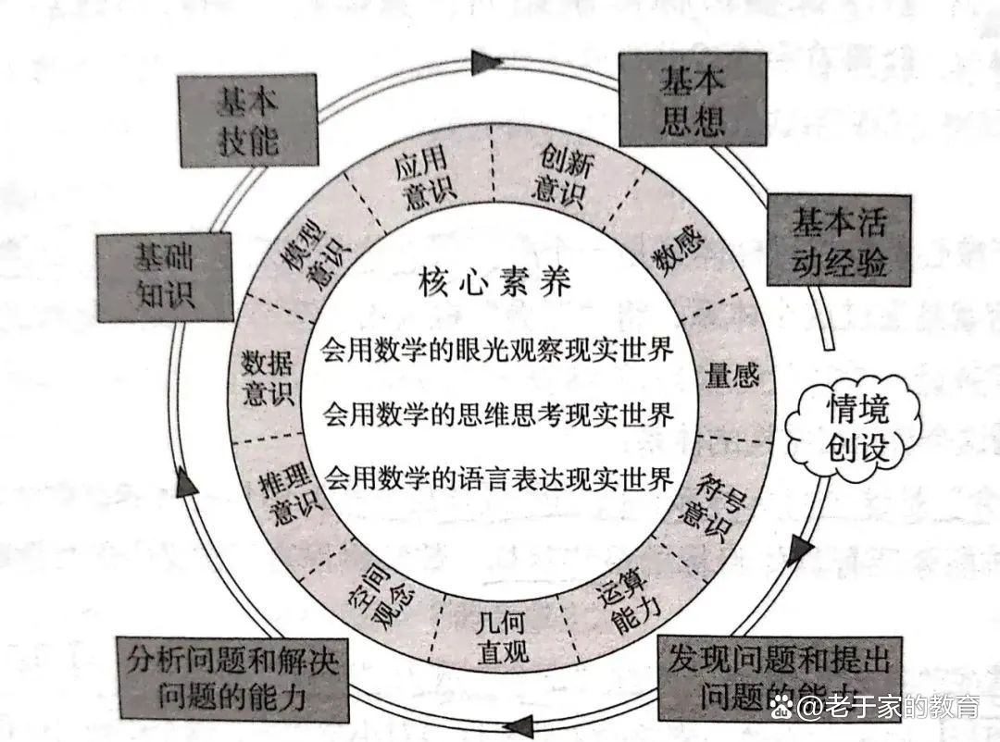 基本
技能
基本
思想
应用
意识
创新
意识
模型
意识
数感
基本活
动经验
基础
知识
核心素养
会用数学的眼光观察现实世界
会用数学的思维思考现实世界
会用数学的语言表达现实世界
数据
意识
量感
情境
创设
推理
意识
符号
意识
空间
观念
几何
直观
运算
能力
分析问题和解决
问题的能力
发现问题和提出
问题的能力
@老于家的教育